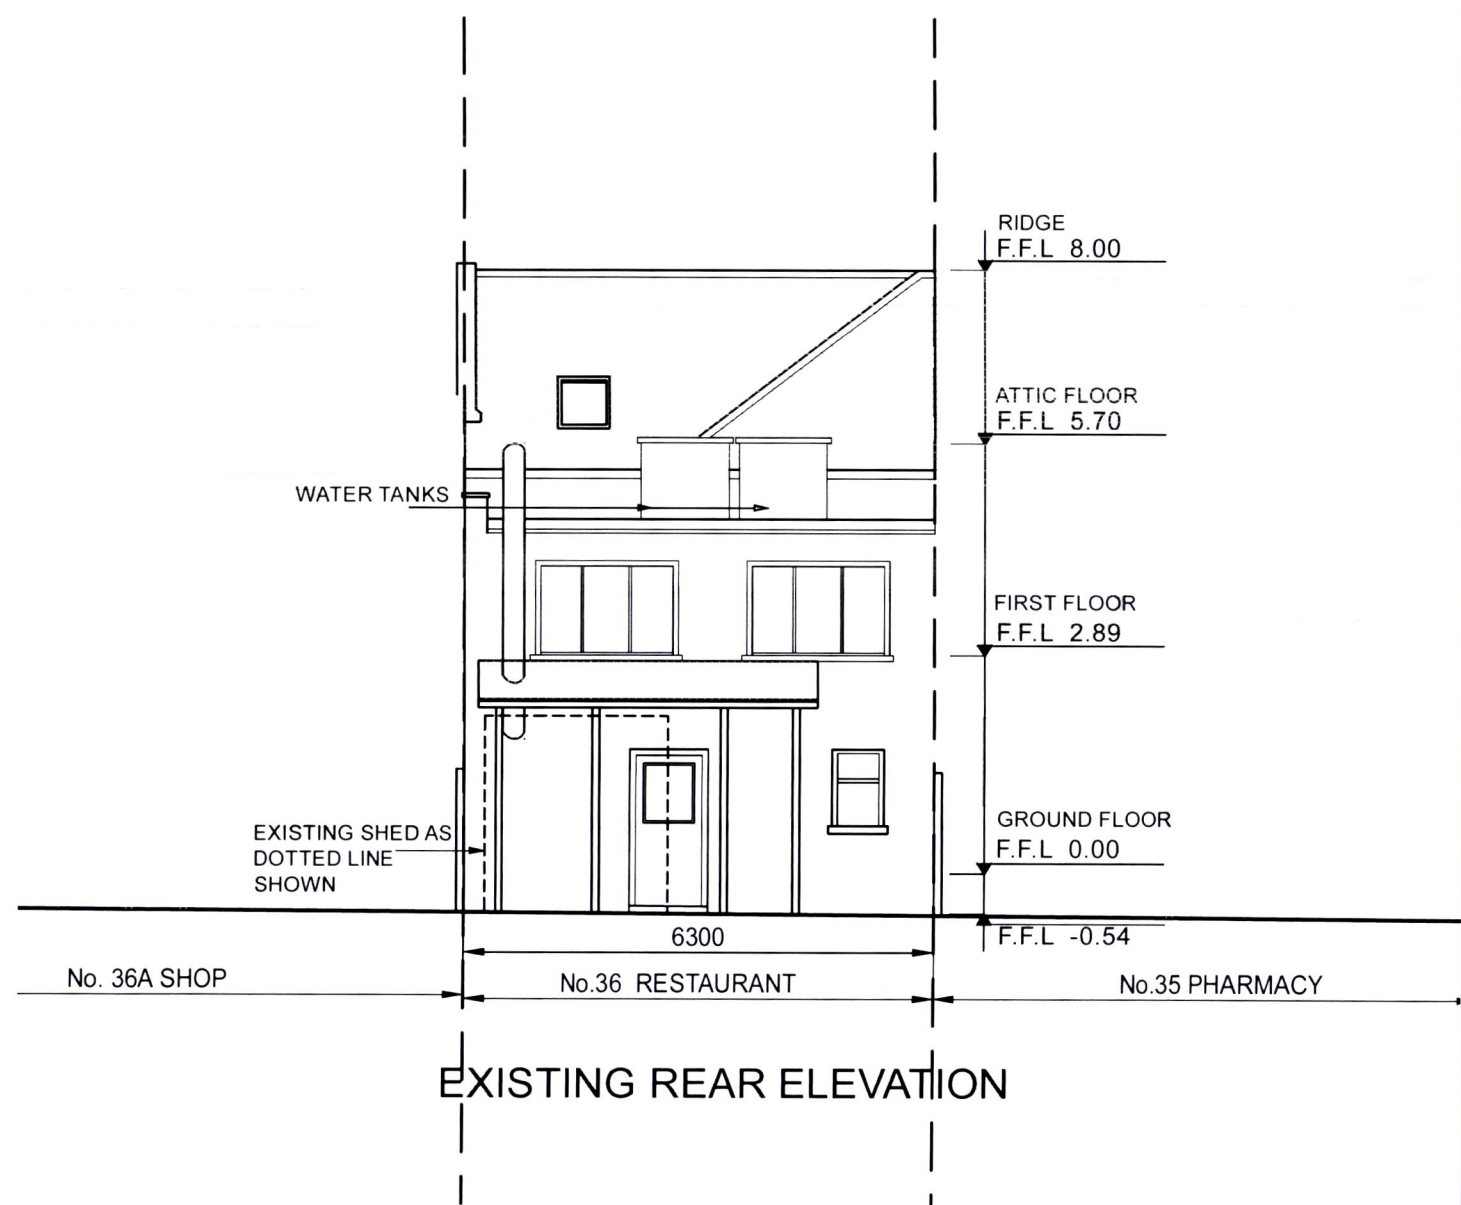 RIDGE
F.F.L 8.00
ATTIC FLOOR
F.F.L 5.70
WATER TANKS
FIRST FLOOR
F.F.L 2.89
GROUND FLOOR
F.F.L 0.00
EXISTING SHED AS
DOTTED LINE
SHOWN
F.F.L -0.54
6300
No. 36A SHOP
No.36 RESTAURANT
No.35 PHARMACY
EXISTING REAR ELEVATION